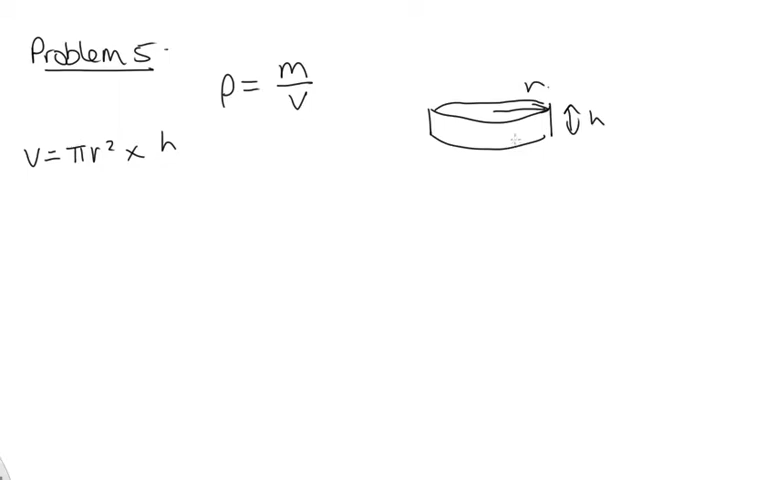 Problem 5.
ρ = m/V
V = πr² × h
r.
h